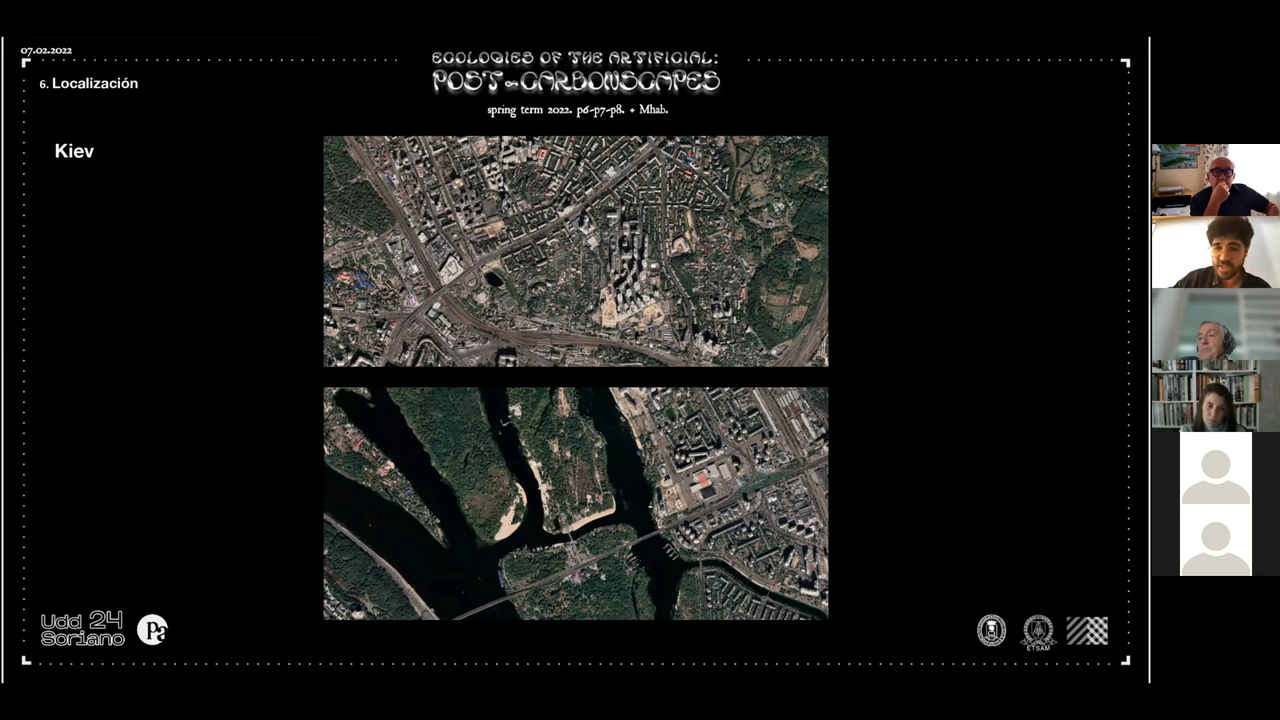 07.02.2022
ECOLOGIES OF THE ARTIFICIAL:
POST-CARBONSCAPES
spring term 2022. p6-p7-p8. + Mhab.
6. Localización
Kiev
Udd 24
Soriano
Pa
ETSAM